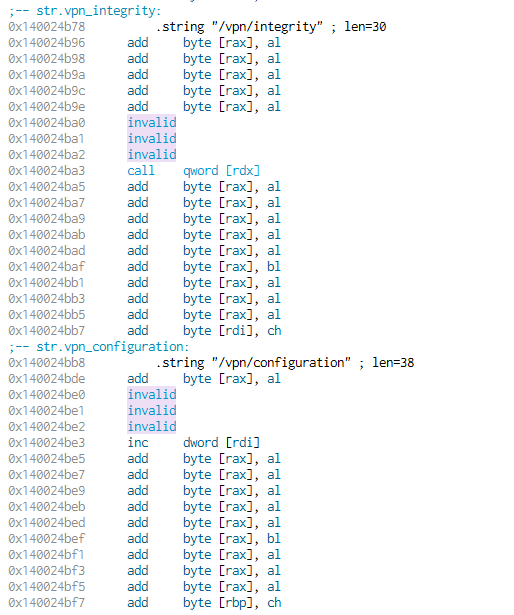 ;-- str.vpn_integrity:
0x140024b78 .string "/vpn/integrity" ; len=30
0x140024b96 add byte [rax], al
0x140024b98 add byte [rax], al
0x140024b9a add byte [rax], al
0x140024b9c add byte [rax], al
0x140024b9e add byte [rax], al
0x140024ba0 invalid
0x140024ba1 invalid
0x140024ba2 invalid
0x140024ba3 call qword [rdx]
0x140024ba5 add byte [rax], al
0x140024ba7 add byte [rax], al
0x140024ba9 add byte [rax], al
0x140024bab add byte [rax], al
0x140024bad add byte [rax], al
0x140024baf add byte [rax], bl
0x140024bb1 add byte [rax], al
0x140024bb3 add byte [rax], al
0x140024bb5 add byte [rax], al
0x140024bb7 add byte [rdi], ch
;-- str.vpn_configuration:
0x140024bb8 .string "/vpn/configuration" ; len=38
0x140024bde add byte [rax], al
0x140024be0 invalid
0x140024be1 invalid
0x140024be2 invalid
0x140024be3 inc dword [rdi]
0x140024be5 add byte [rax], al
0x140024be7 add byte [rax], al
0x140024be9 add byte [rax], al
0x140024beb add byte [rax], al
0x140024bed add byte [rax], al
0x140024bef add byte [rax], bl
0x140024bf1 add byte [rax], al
0x140024bf3 add byte [rax], al
0x140024bf5 add byte [rax], al
0x140024bf7 add byte [rbp], ch